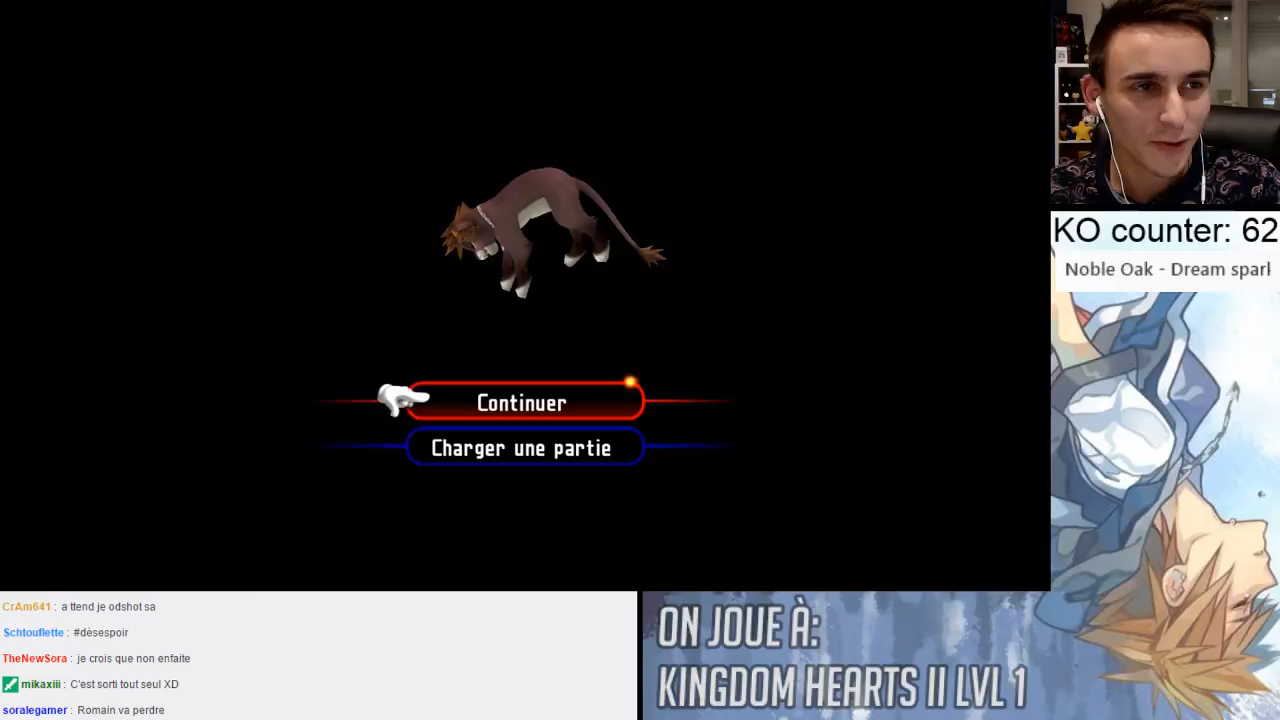 KO counter: 62
Noble Oak - Dream spark
Continuer
Charger une partie
CrAm641 : a ttend je odshot sa
Schtouflette : #dèsespoir
TheNewSora : je crois que non enfaite
mikaxiii : C'est sorti tout seul XD
soralegamer : Romain va perdre
ON JOUE À:
KINGDOM HEARTS II LVL 1